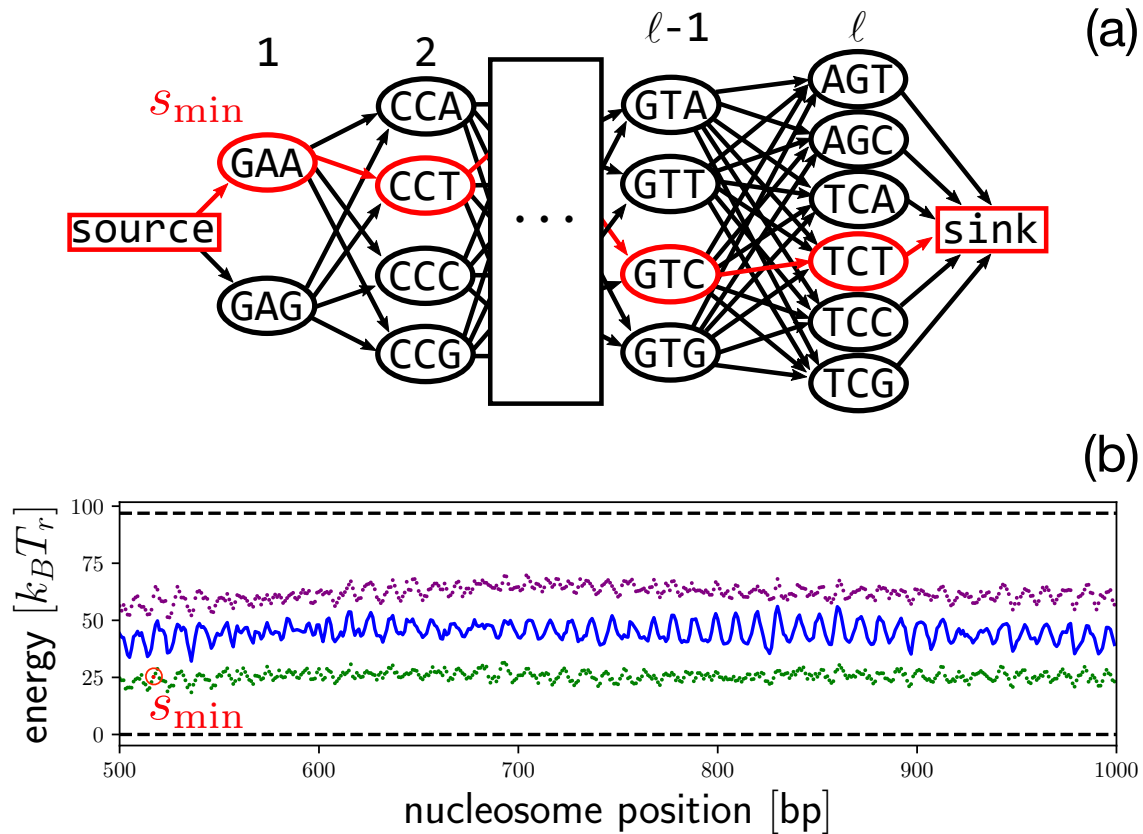 (a)
1 2 ℓ-1 ℓ
s_min
GAA CCA GTA AGT
GAG CCT GTT AGC
CCC GTC TCA
CCG GTG TCT
TCC
TCG
source ... sink
(b)
energy [k_B T_r]
100
75
50
25
0
s_min
500 600 700 800 900 1000
nucleosome position [bp]